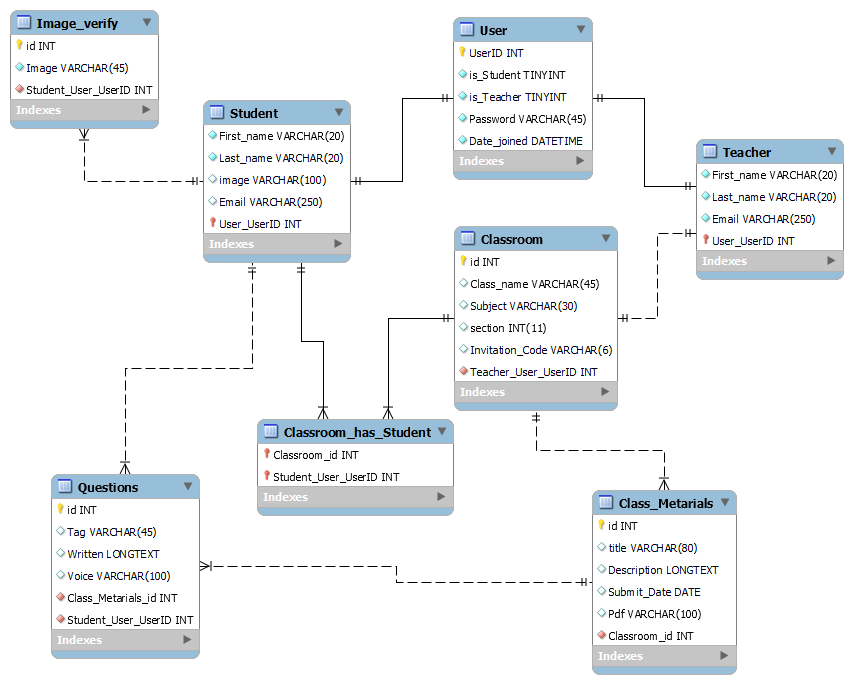 Image_verify
id INT
Image VARCHAR(45)
Student_User_UserID INT
Indexes
User
UserID INT
is_Student TINYINT
is_Teacher TINYINT
Password VARCHAR(45)
Date_joined DATETIME
Indexes
Student
First_name VARCHAR(20)
Last_name VARCHAR(20)
image VARCHAR(100)
Email VARCHAR(250)
User_UserID INT
Indexes
Teacher
First_name VARCHAR(20)
Last_name VARCHAR(20)
Email VARCHAR(250)
User_UserID INT
Indexes
Classroom
id INT
Class_name VARCHAR(45)
Subject VARCHAR(30)
section INT(11)
Invitation_Code VARCHAR(6)
Teacher_User_UserID INT
Indexes
Classroom_has_Student
Classroom_id INT
Student_User_UserID INT
Indexes
Questions
id INT
Tag VARCHAR(45)
Written LONGTEXT
Voice VARCHAR(100)
Class_Metarials_id INT
Student_User_UserID INT
Indexes
Class_Metarials
id INT
title VARCHAR(80)
Description LONGTEXT
Submit_Date DATE
Pdf VARCHAR(100)
Classroom_id INT
Indexes